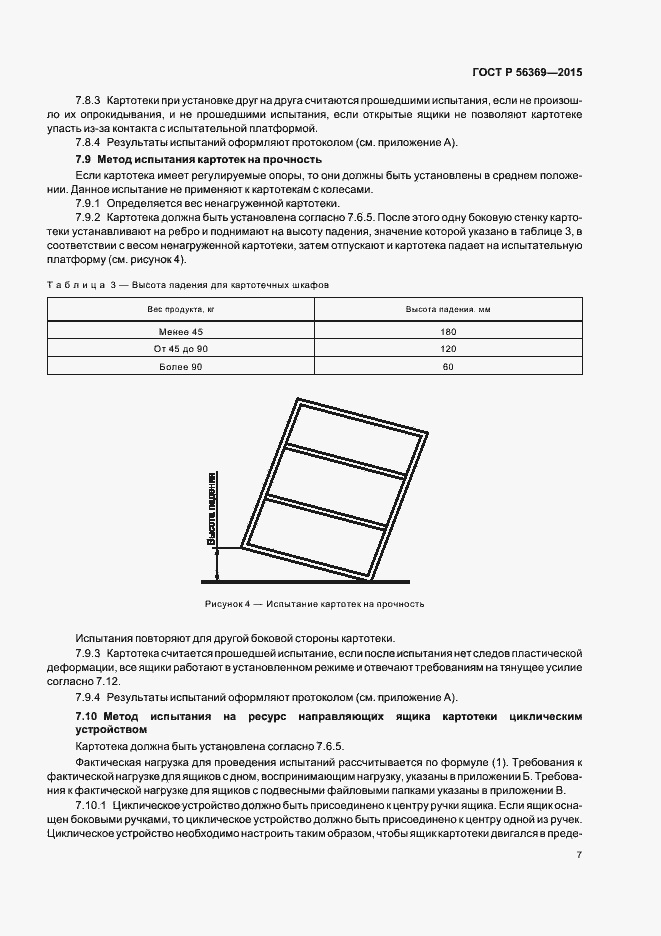 ГОСТ Р 56369—2015
7.8.3 Картотеки при установке друг на друга считаются прошедшими испытания, если не произош-
ло их опрокидывания, и не прошедшими испытания, если открытые ящики не позволяют картотеке
упасть из-за контакта с испытательной платформой.
7.8.4 Результаты испытаний оформляют протоколом (см. приложение А).
7.9 Метод испытания картотек на прочность
Если картотека имеет регулируемые опоры, то они должны быть установлены в среднем положе-
нии. Данное испытание не применяют к картотекам с колесами.
7.9.1 Определяется вес ненагруженной картотеки.
7.9.2 Картотека должна быть установлена согласно 7.6.5. После этого одну боковую стенку карто-
теки устанавливают на ребро и поднимают на высоту падения, значение которой указано в таблице 3, в
соответствии с весом ненагруженной картотеки, затем отпускают и картотека падает на испытательную
платформу (см. рисунок 4).
Таблица 3 — Высота падения для картотечных шкафов
Вес продукта, кг Высота падения, мм
Менее 45 180
От 45 до 90 120
Более 90 60
Высота падения
Рисунок 4 — Испытание картотек на прочность
Испытания повторяют для другой боковой стороны картотеки.
7.9.3 Картотека считается прошедшей испытание, если после испытания нет следов пластической
деформации, все ящики работают в установленном режиме и отвечают требованиям на тянущее усилие
согласно 7.12.
7.9.4 Результаты испытаний оформляют протоколом (см. приложение А).
7.10 Метод испытания на ресурс направляющих ящика картотеки циклическим
устройством
Картотека должна быть установлена согласно 7.6.5.
Фактическая нагрузка для проведения испытаний рассчитывается по формуле (1). Требования к
фактической нагрузке для ящиков с дном, воспринимающим нагрузку, указаны в приложении Б. Требова-
ния к фактической нагрузке для ящиков с подвесными файловыми папками указаны в приложении В.
7.10.1 Циклическое устройство должно быть присоединено к центру ручки ящика. Если ящик осна-
щен боковыми ручками, то циклическое устройство должно быть присоединено к центру одной из ручек.
Циклическое устройство необходимо настроить таким образом, чтобы ящик картотеки двигался в преде-
7